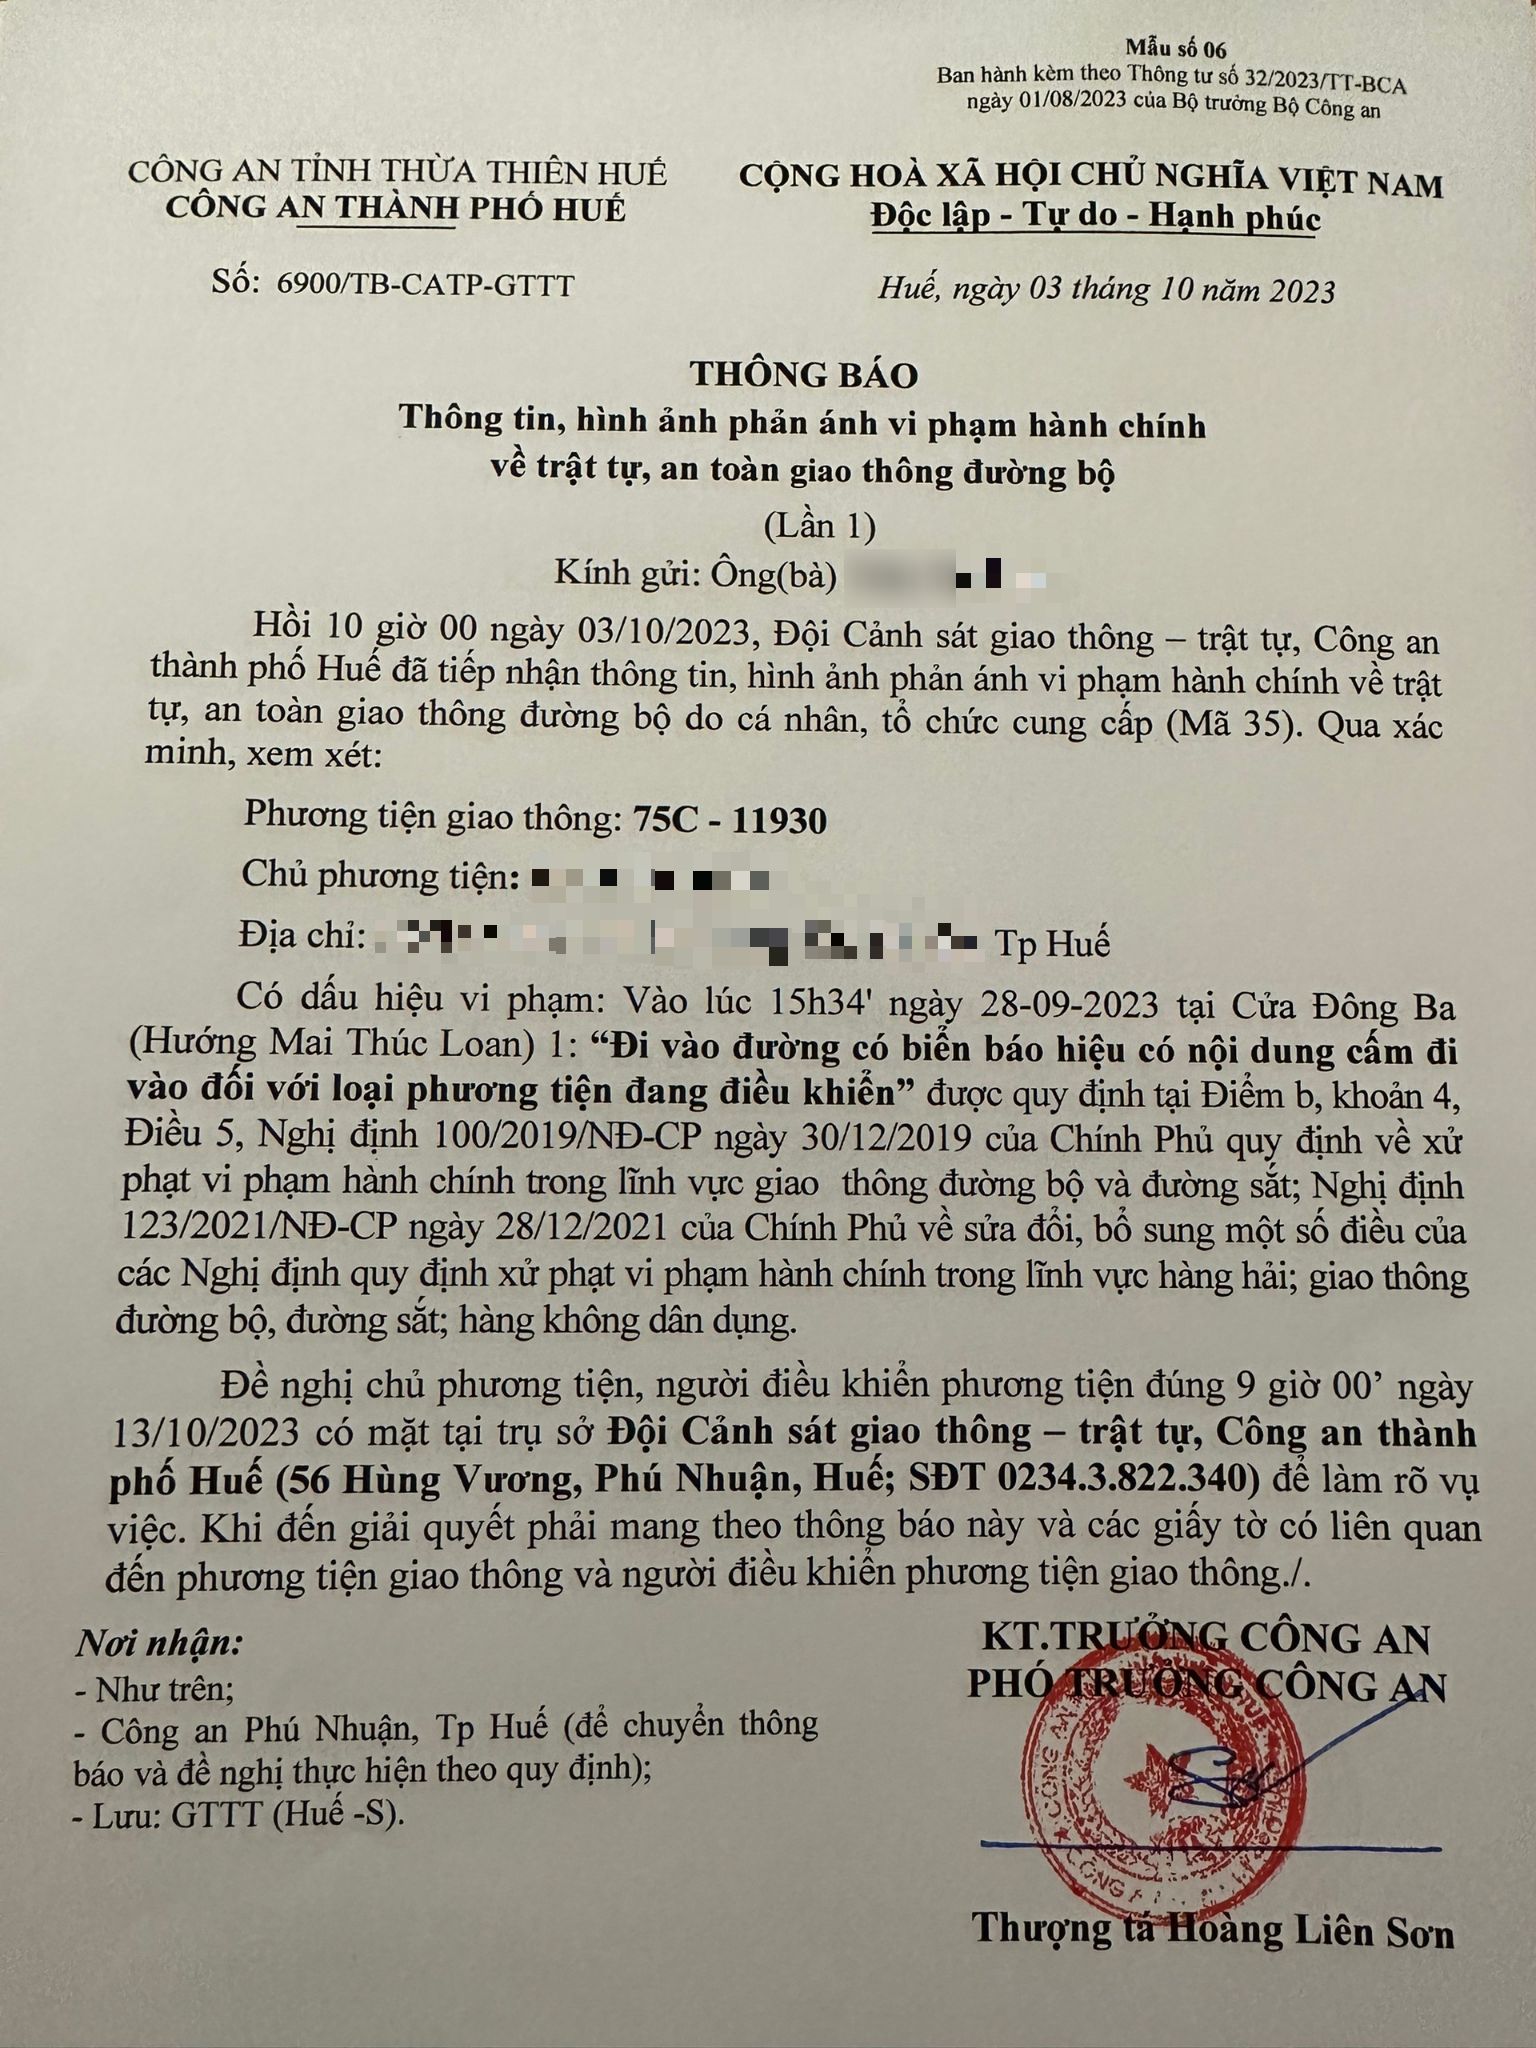 Mẫu số 06
Ban hành kèm theo Thông tư số 32/2023/TT-BCA
ngày 01/08/2023 của Bộ trưởng Bộ Công an
CÔNG AN TỈNH THỪA THIÊN HUẾ
CÔNG AN THÀNH PHỐ HUẾ
CỘNG HOÀ XÃ HỘI CHỦ NGHĨA VIỆT NAM
Độc lập - Tự do - Hạnh phúc
Số: 6900/TB-CATP-GTTT
Huế, ngày 03 tháng 10 năm 2023
THÔNG BÁO
Thông tin, hình ảnh phản ánh vi phạm hành chính
về trật tự, an toàn giao thông đường bộ
(Lần 1)
Kính gửi: Ông(bà)
Hồi 10 giờ 00 ngày 03/10/2023, Đội Cảnh sát giao thông – trật tự, Công an
thành phố Huế đã tiếp nhận thông tin, hình ảnh phản ánh vi phạm hành chính về trật
tự, an toàn giao thông đường bộ do cá nhân, tổ chức cung cấp (Mã 35). Qua xác
minh, xem xét:
Phương tiện giao thông: 75C - 11930
Chủ phương tiện:
Địa chỉ: Tp Huế
Có dấu hiệu vi phạm: Vào lúc 15h34' ngày 28-09-2023 tại Cửa Đông Ba
(Hướng Mai Thúc Loan) 1: “Đi vào đường có biển báo hiệu có nội dung cấm đi
vào đối với loại phương tiện đang điều khiển” được quy định tại Điểm b, khoản 4,
Điều 5, Nghị định 100/2019/NĐ-CP ngày 30/12/2019 của Chính Phủ quy định về xử
phạt vi phạm hành chính trong lĩnh vực giao thông đường bộ và đường sắt; Nghị định
123/2021/NĐ-CP ngày 28/12/2021 của Chính Phủ về sửa đổi, bổ sung một số điều của
các Nghị định quy định xử phạt vi phạm hành chính trong lĩnh vực hàng hải; giao thông
đường bộ, đường sắt; hàng không dân dụng.
Đề nghị chủ phương tiện, người điều khiển phương tiện đúng 9 giờ 00’ ngày
13/10/2023 có mặt tại trụ sở Đội Cảnh sát giao thông – trật tự, Công an thành
phố Huế (56 Hùng Vương, Phú Nhuận, Huế; SĐT 0234.3.822.340) để làm rõ vụ
việc. Khi đến giải quyết phải mang theo thông báo này và các giấy tờ có liên quan
đến phương tiện giao thông và người điều khiển phương tiện giao thông./.
Nơi nhận:
- Như trên;
- Công an Phú Nhuận, Tp Huế (để chuyển thông
báo và đề nghị thực hiện theo quy định);
- Lưu: GTTT (Huế -S).
KT.TRƯỞNG CÔNG AN
PHÓ TRƯỞNG CÔNG AN
Thượng tá Hoàng Liên Sơn